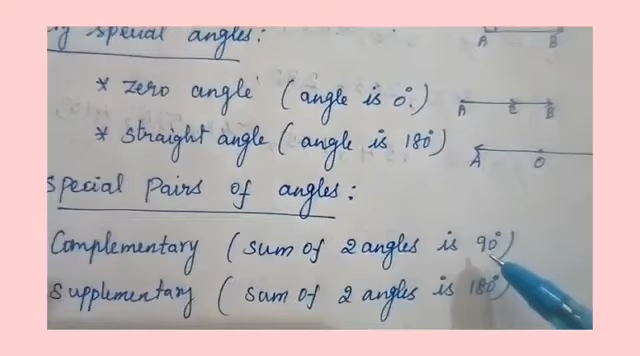 special angles:
A B
* Zero angle (angle is 0°.)
A C B
* Straight angle (angle is 180°)
A O
Special Pairs of angles:
Complementary (sum of 2 angles is 90°)
Supplementary (sum of 2 angles is 180°)